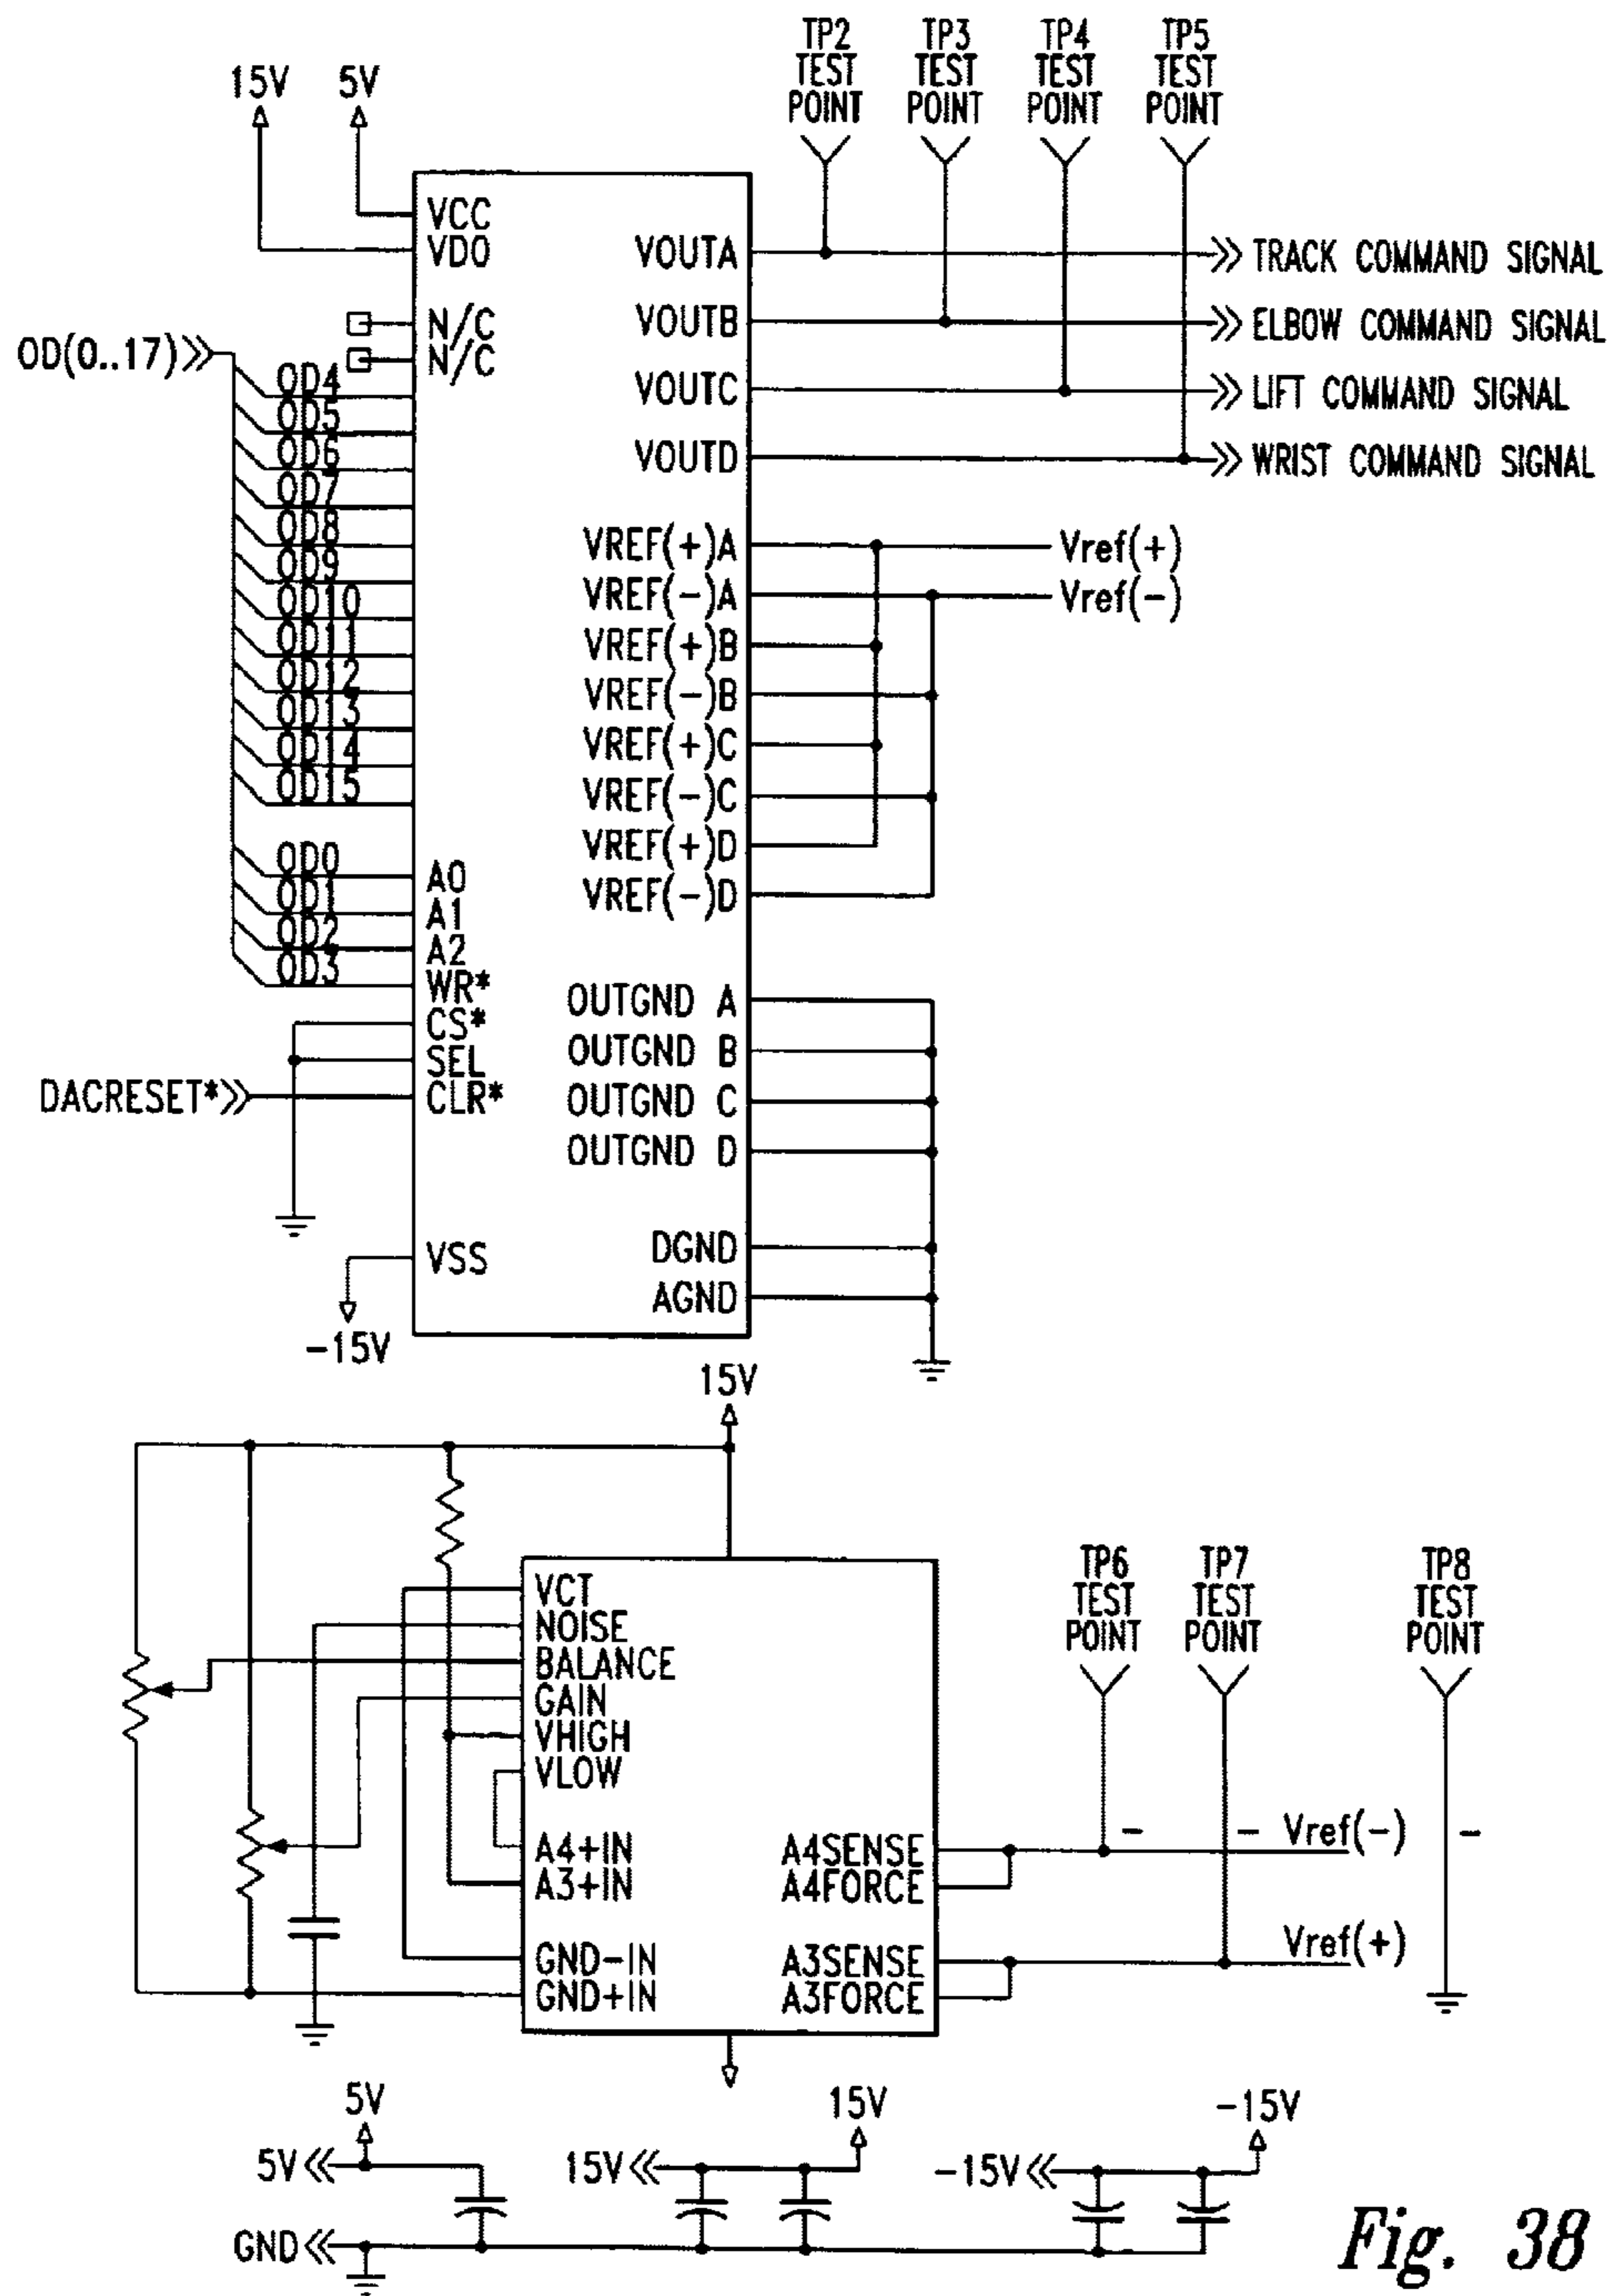 TP2 TEST POINT
TP3 TEST POINT
TP4 TEST POINT
TP5 TEST POINT
15V
5V
VCC
VDO
N/C
N/C
OD(0..17)
OD4
OD5
OD6
OD7
OD8
OD9
OD10
OD11
OD12
OD13
OD14
OD15
OD0
OD1
OD2
OD3
A0
A1
A2
WR*
CS*
SEL
CLR*
DACRESET*
VSS
-15V
VOUTA
VOUTB
VOUTC
VOUTD
TRACK COMMAND SIGNAL
ELBOW COMMAND SIGNAL
LIFT COMMAND SIGNAL
WRIST COMMAND SIGNAL
VREF(+)A
VREF(-)A
VREF(+)B
VREF(-)B
VREF(+)C
VREF(-)C
VREF(+)D
VREF(-)D
Vref(+)
Vref(-)
OUTGND A
OUTGND B
OUTGND C
OUTGND D
DGND
AGND
15V
VCT
NOISE
BALANCE
GAIN
VHIGH
VLOW
A4+IN
A3+IN
GND-IN
GND+IN
A4SENSE
A4FORCE
A3SENSE
A3FORCE
TP6 TEST POINT
TP7 TEST POINT
TP8 TEST POINT
- - Vref(-) -
Vref(+)
5V
5V
15V
15V
-15V
-15V
GND
Fig. 38